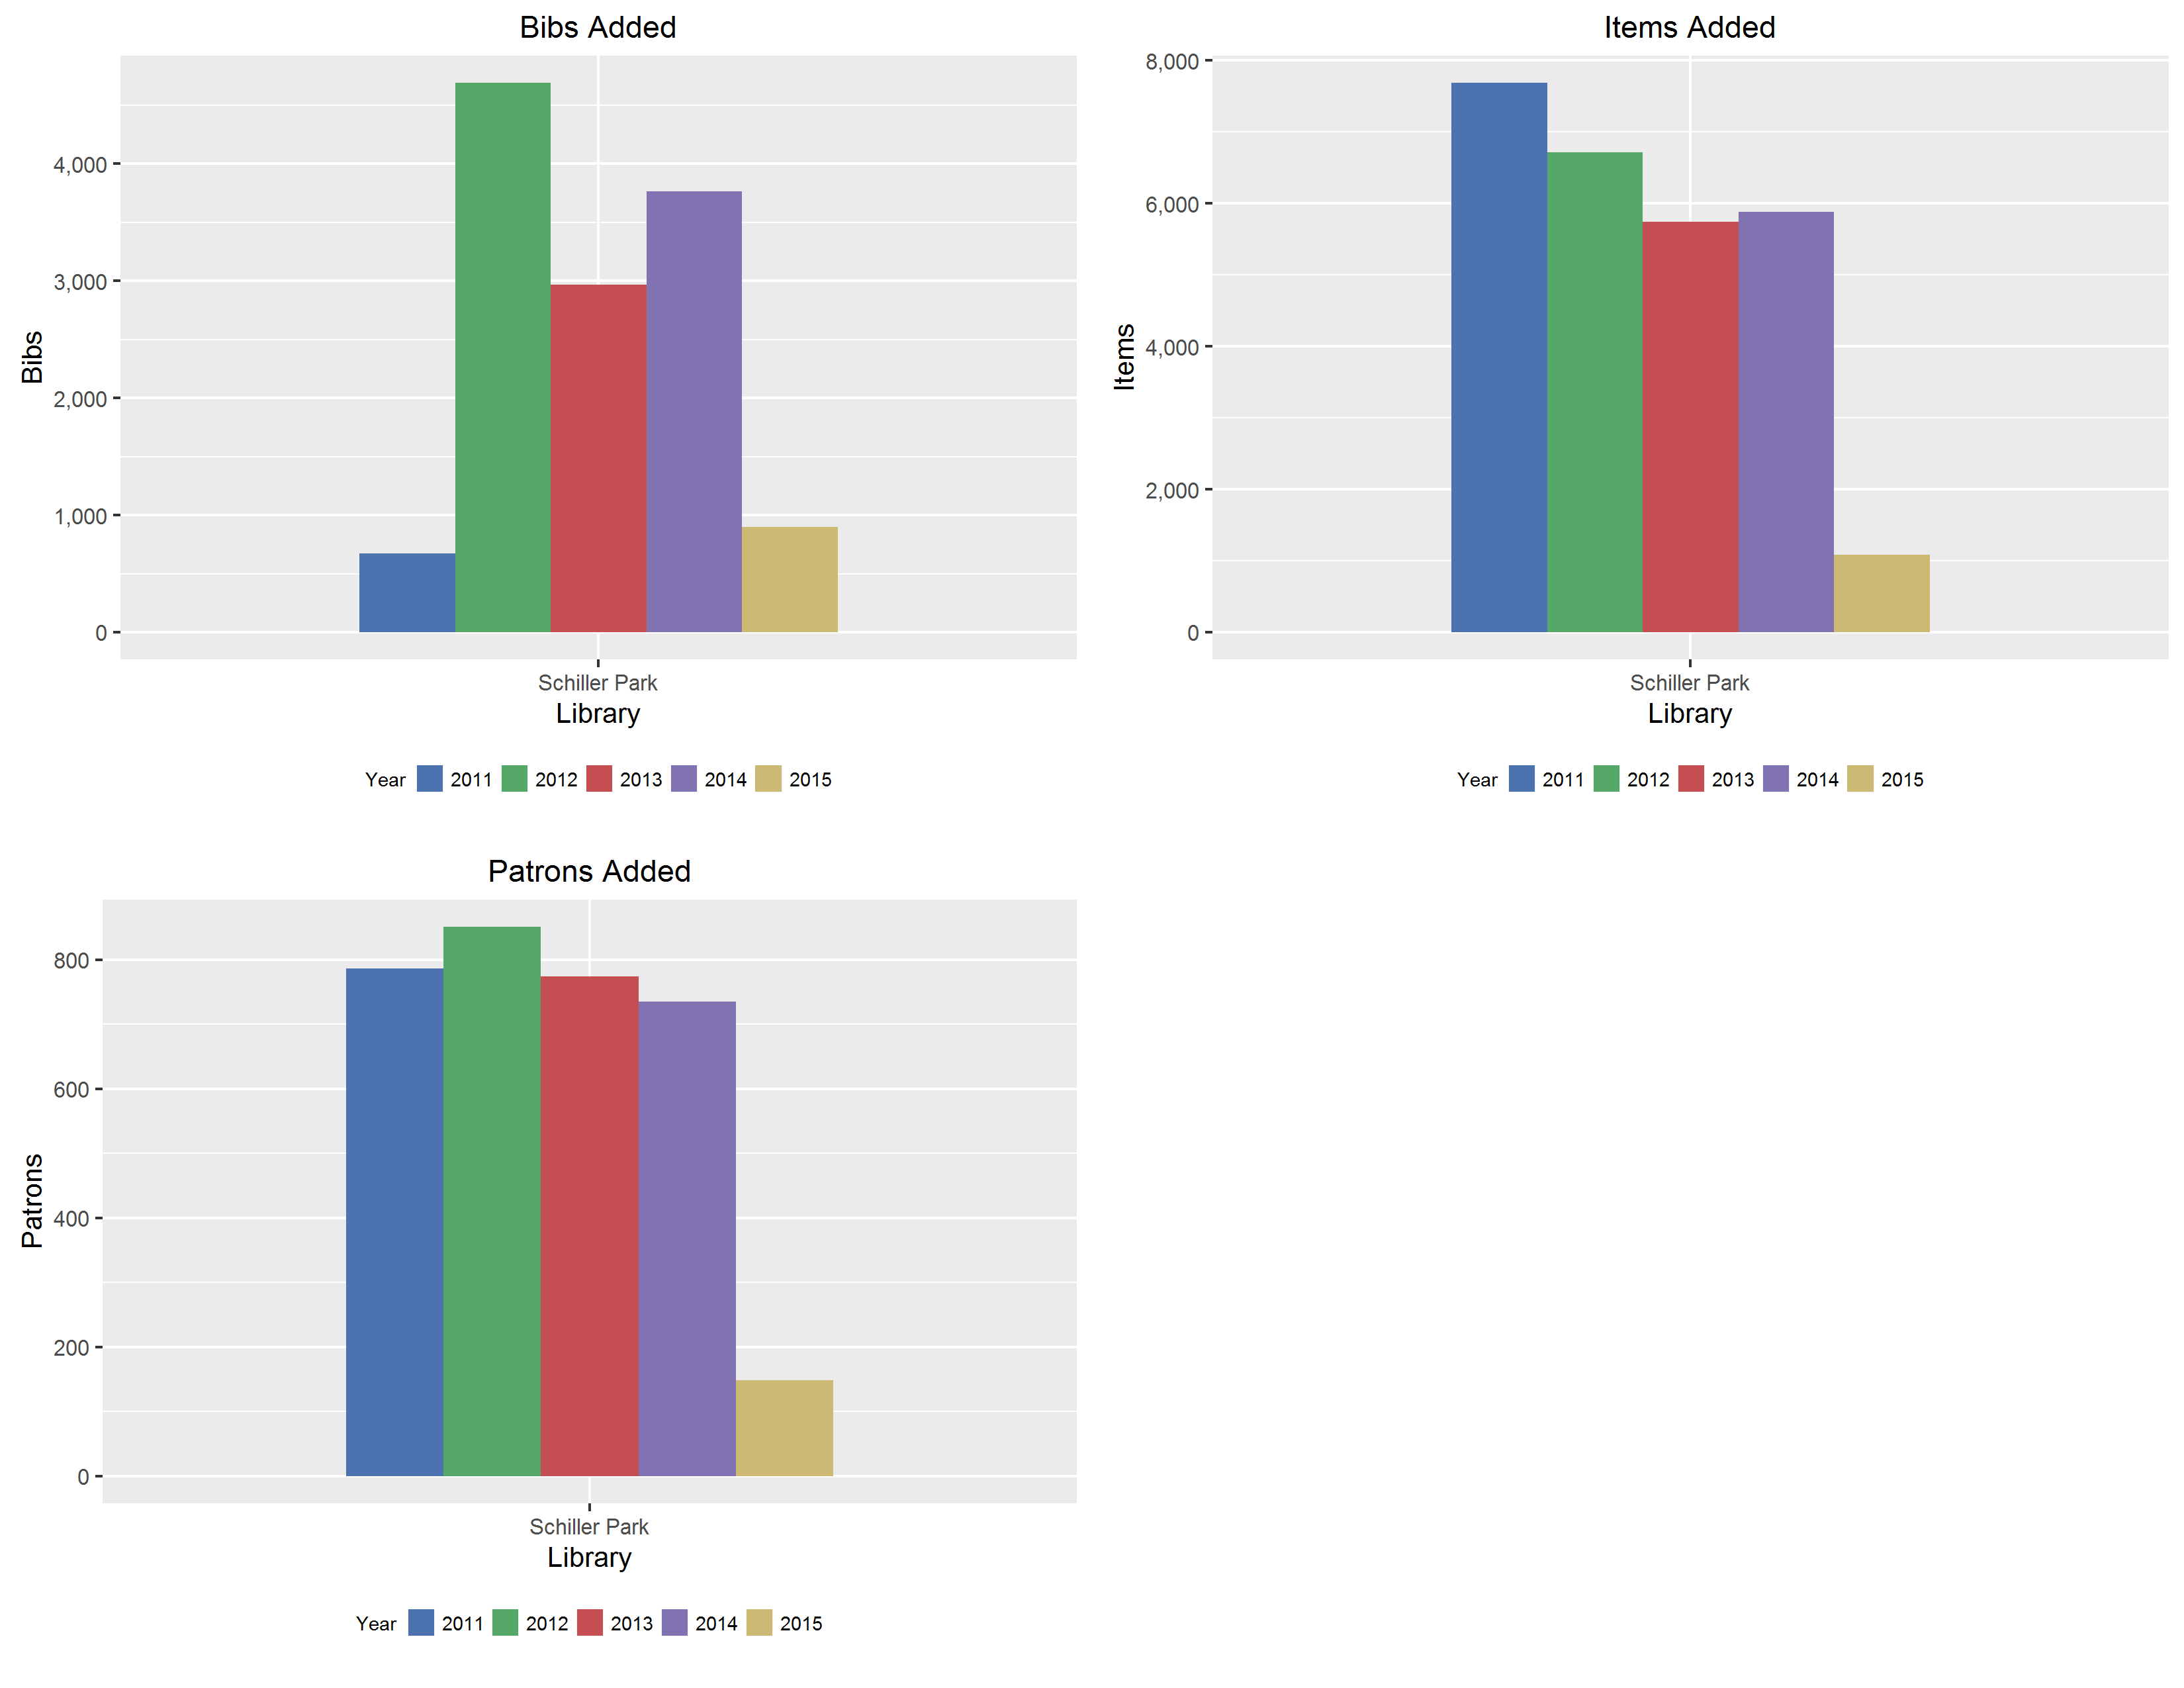 Bibs Added
4,000
3,000
2,000
1,000
0
Bibs
Schiller Park
Library
Year 2011 2012 2013 2014 2015
Items Added
8,000
6,000
4,000
2,000
0
Items
Schiller Park
Library
Year 2011 2012 2013 2014 2015
Patrons Added
800
600
400
200
0
Patrons
Schiller Park
Library
Year 2011 2012 2013 2014 2015